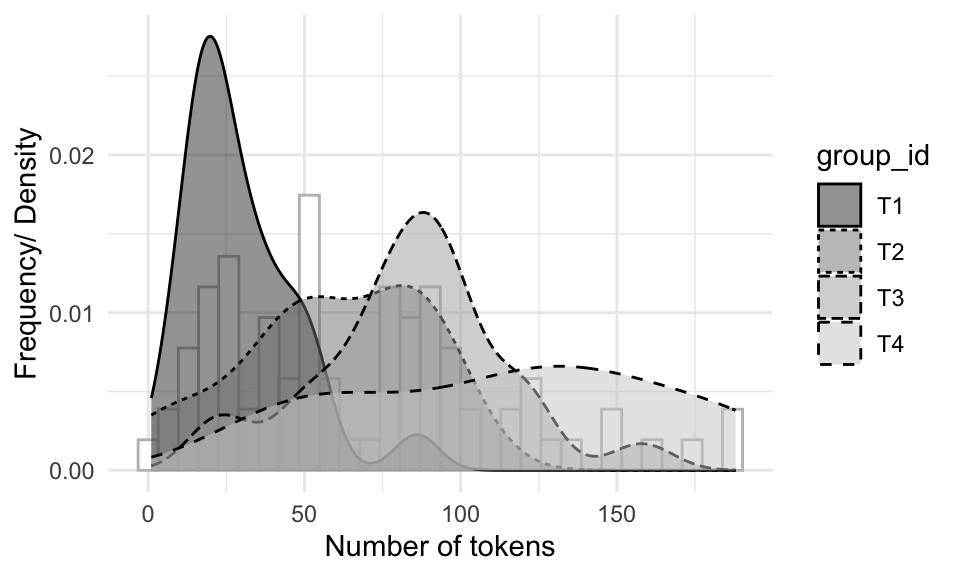 Frequency/ Density
0.02
0.01
0.00
0
50
100
150
Number of tokens
group_id
T1
T2
T3
T4